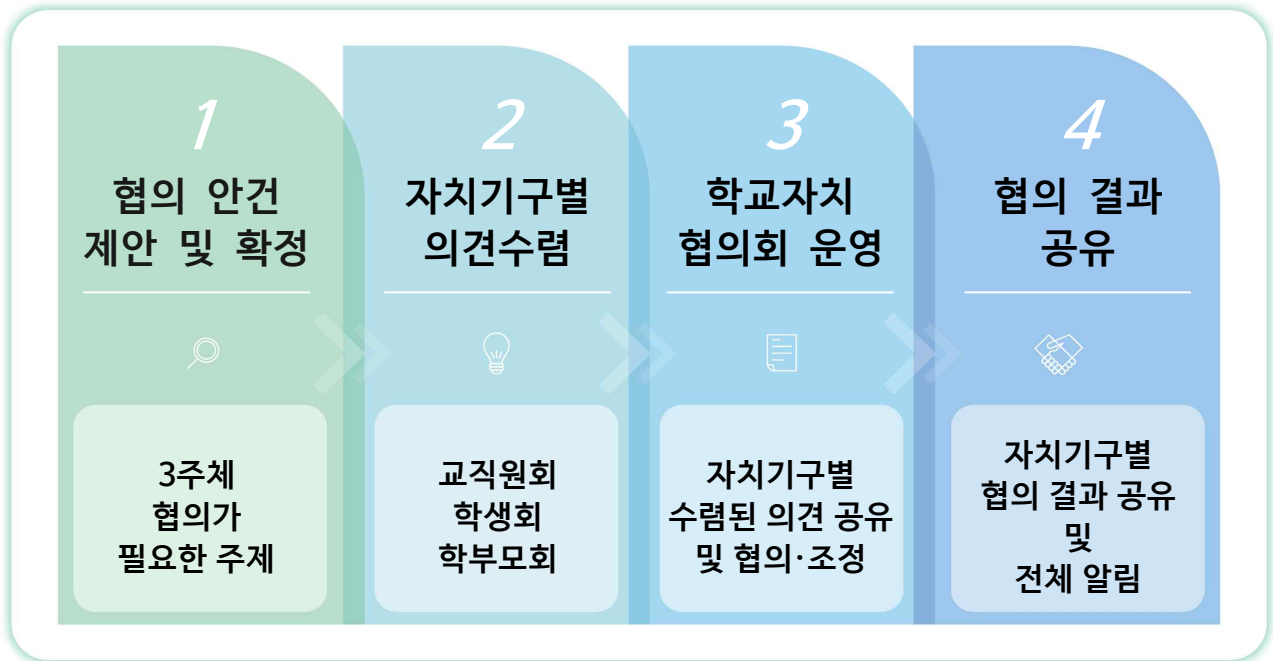 1
협의 안건
제안 및 확정
3주체
협의가
필요한 주제
2
자치기구별
의견수렴
교직원회
학생회
학부모회
3
학교자치
협의회 운영
자치기구별
수렴된 의견 공유
및 협의·조정
4
협의 결과
공유
자치기구별
협의 결과 공유
및
전체 알림